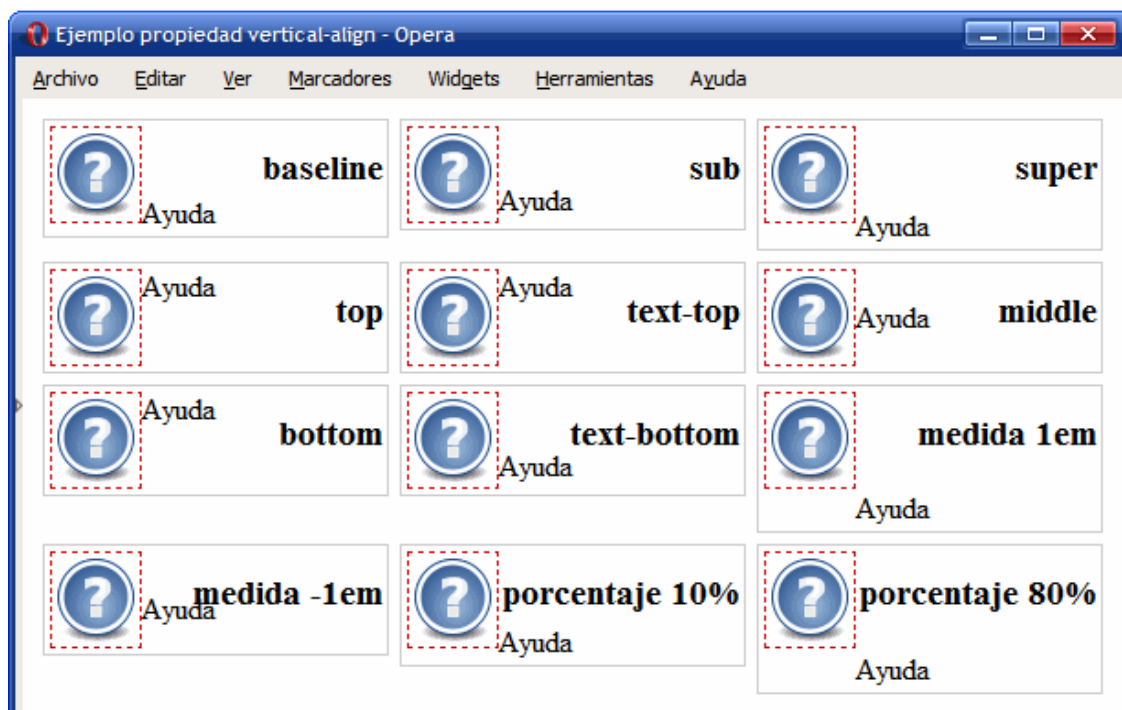 Ejemplo propiedad vertical-align - Opera
Archivo Editar Ver Marcadores Widgets Herramientas Ayuda
baseline
Ayuda
sub
Ayuda
super
Ayuda
Ayuda
top
Ayuda
text-top
Ayuda middle
Ayuda
bottom
text-bottom
Ayuda
medida 1em
Ayuda
medida -1em
Ayuda
porcentaje 10%
Ayuda
porcentaje 80%
Ayuda